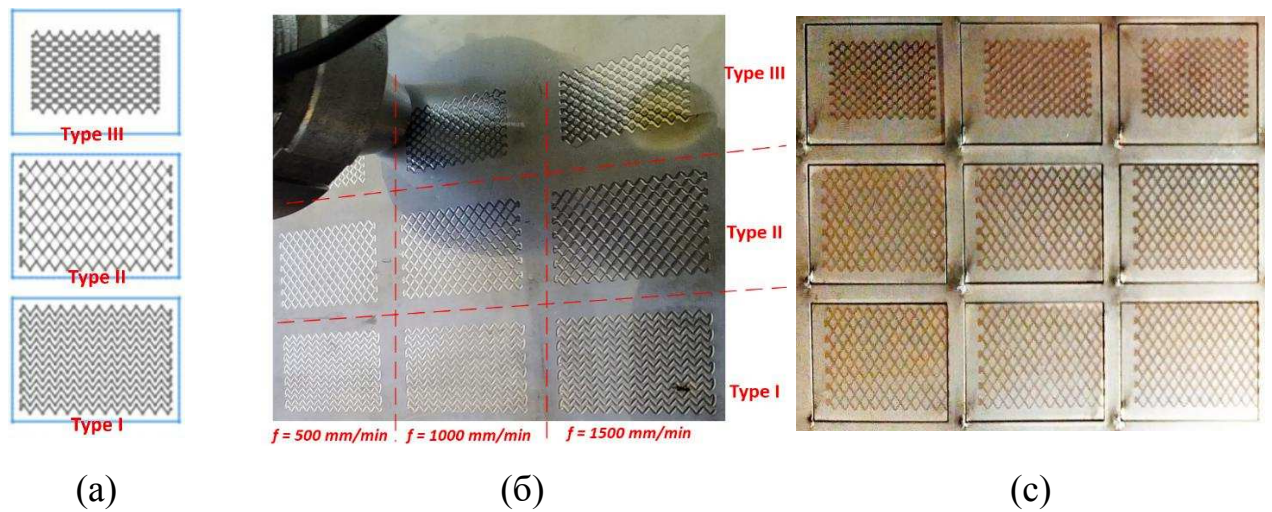 Type III
Type II
Type I
Type III
Type II
Type I
f = 500 mm/min
f = 1000 mm/min
f = 1500 mm/min
(а)
(б)
(с)